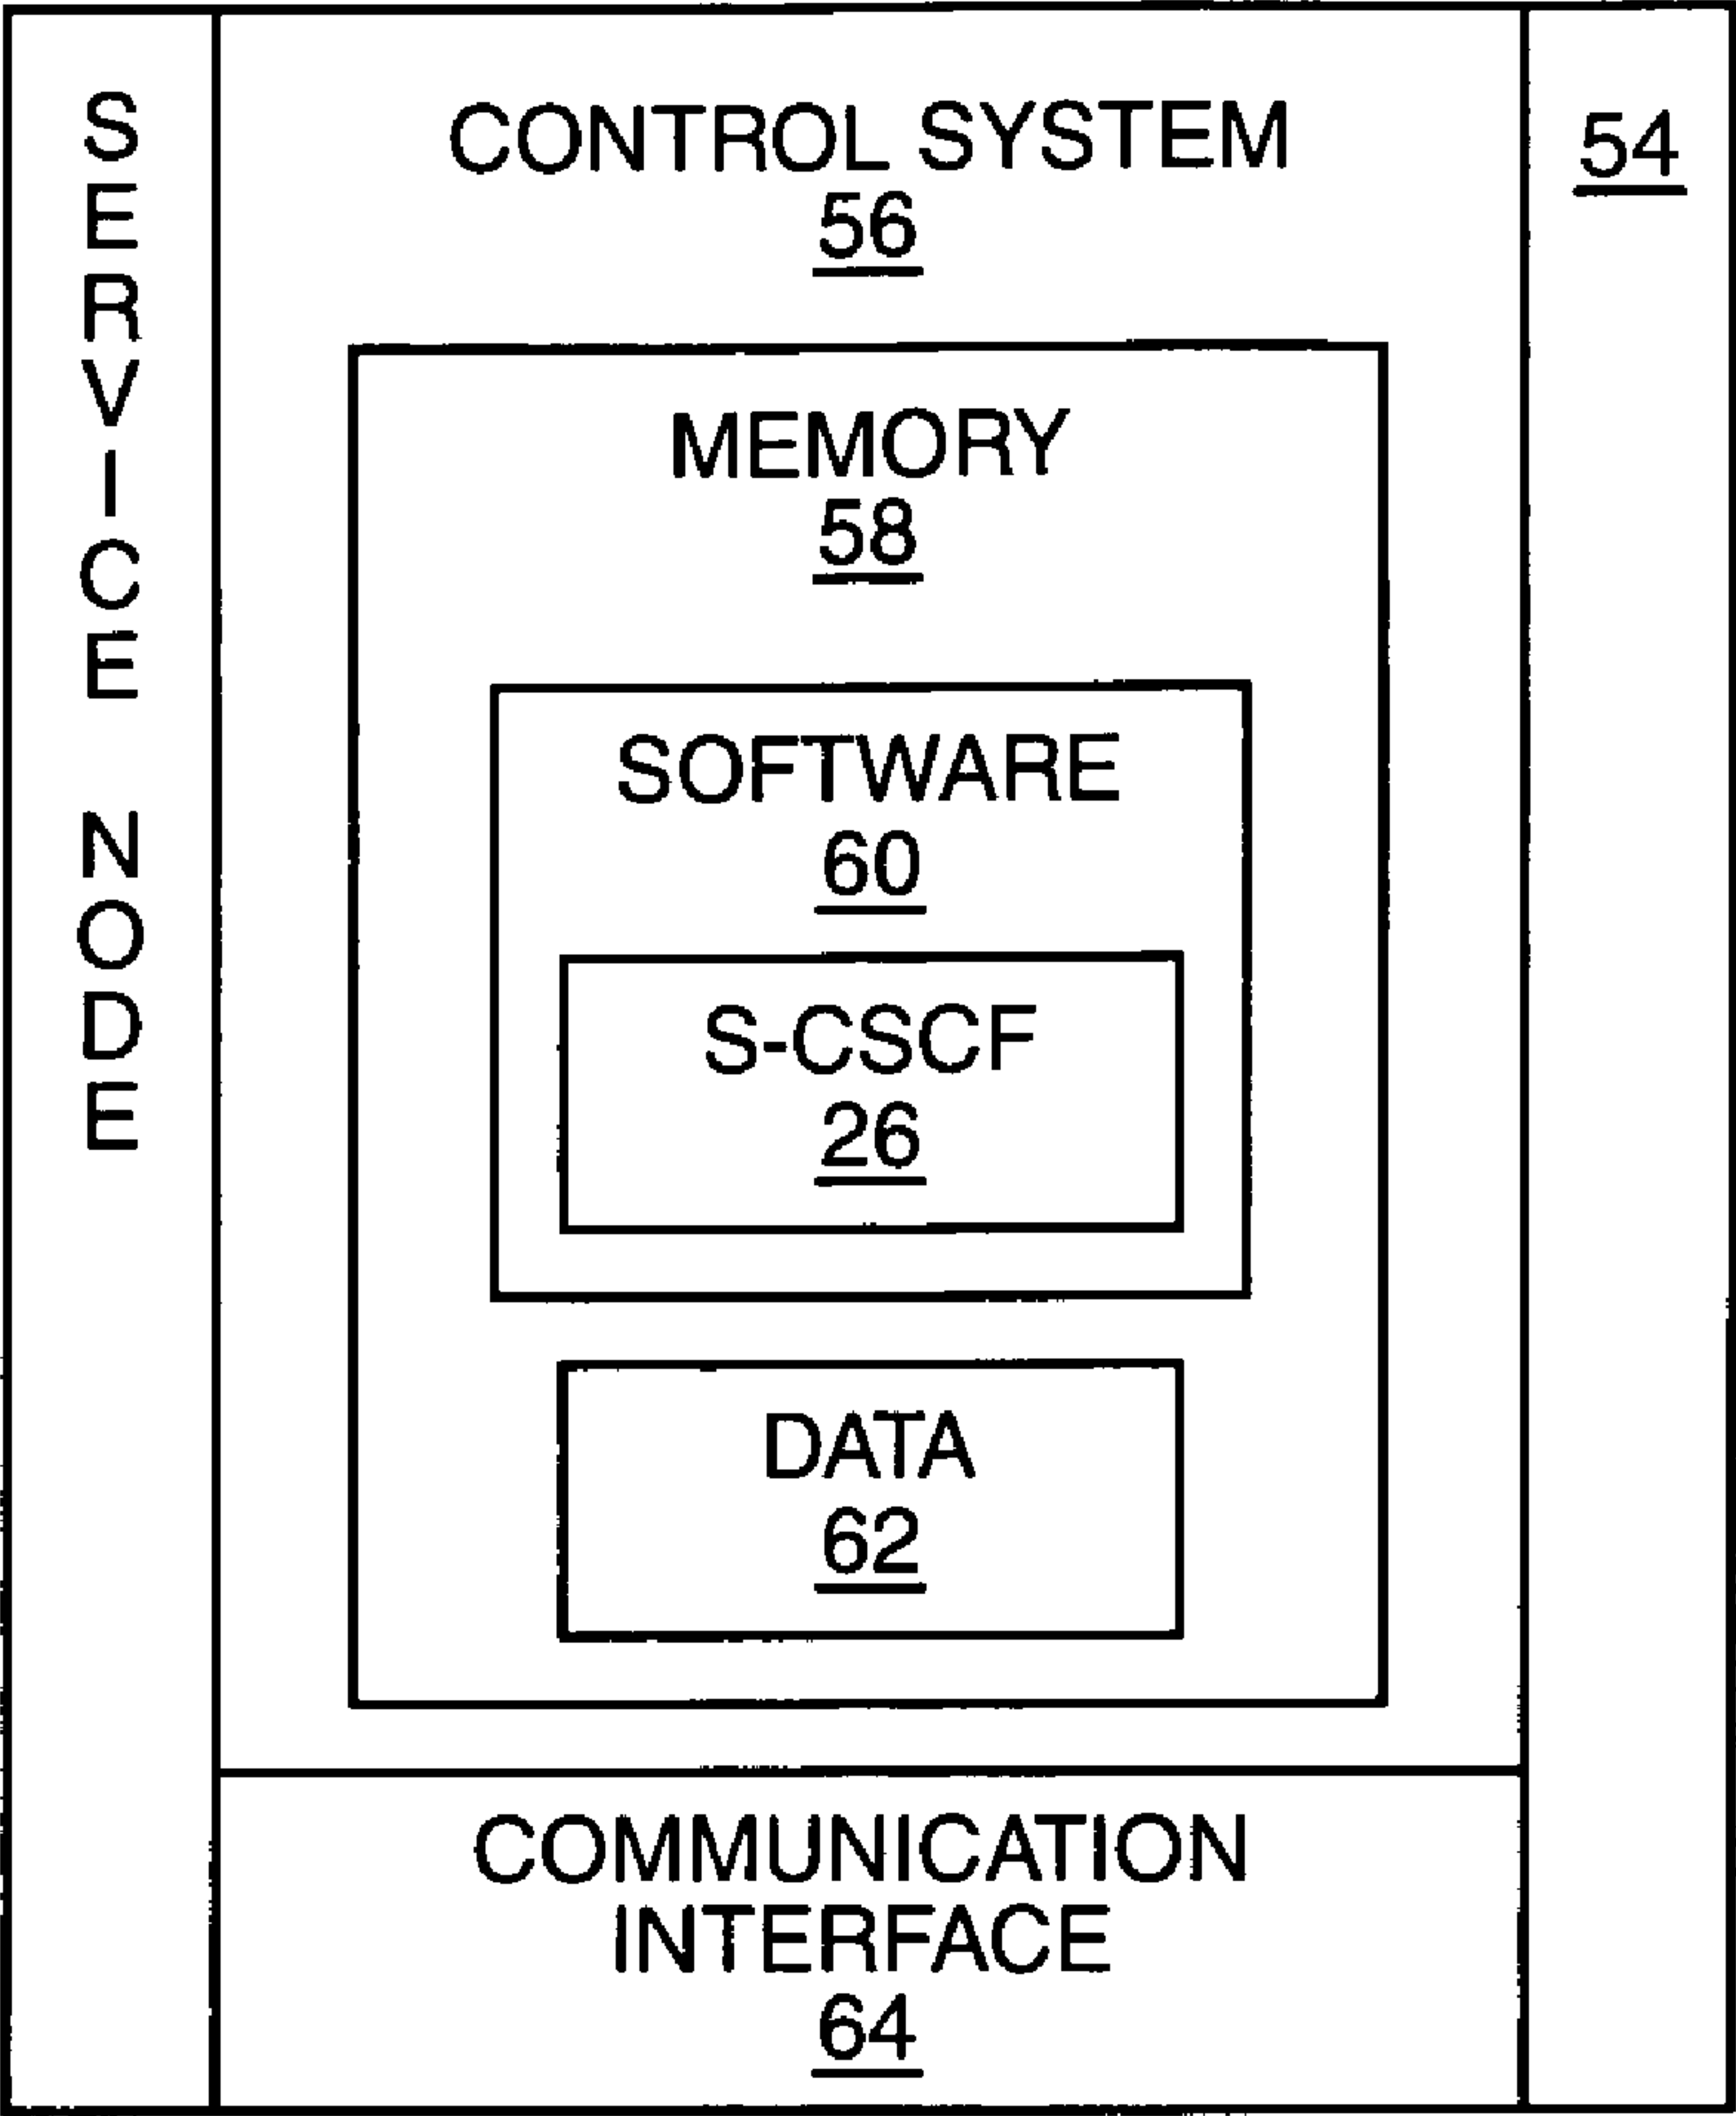 SERVICE NODE
CONTROL SYSTEM
56
54
MEMORY
58
SOFTWARE
60
S-CSCF
26
DATA
62
COMMUNICATION
INTERFACE
64